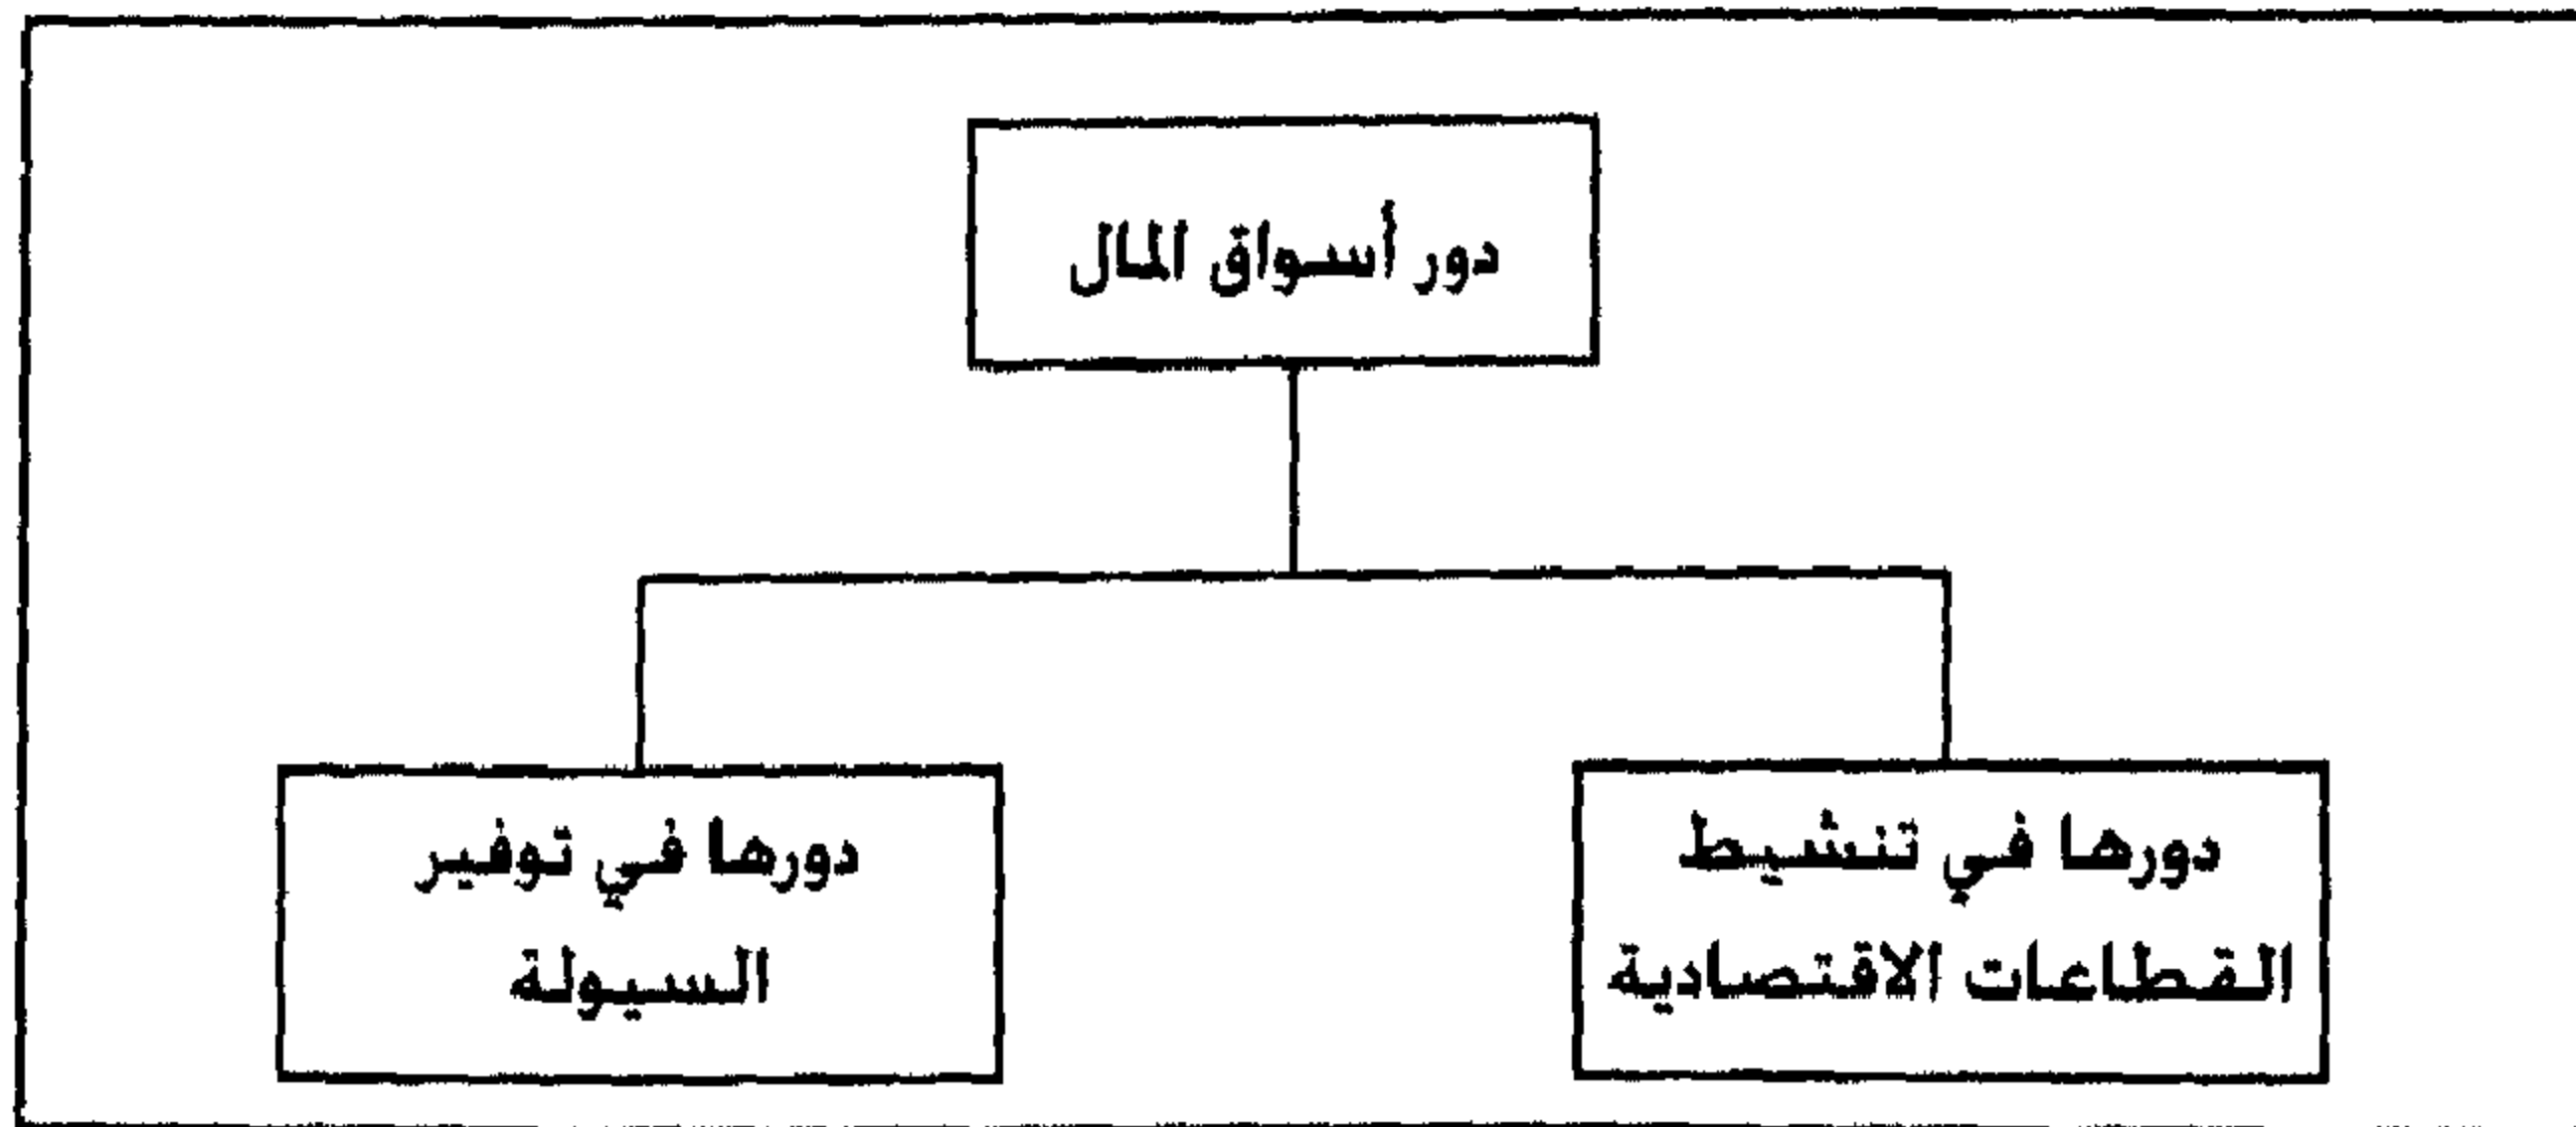 دور أسواق المال
دورها في تنشيط
القطاعات الاقتصادية
دورها في توفير
السيولة